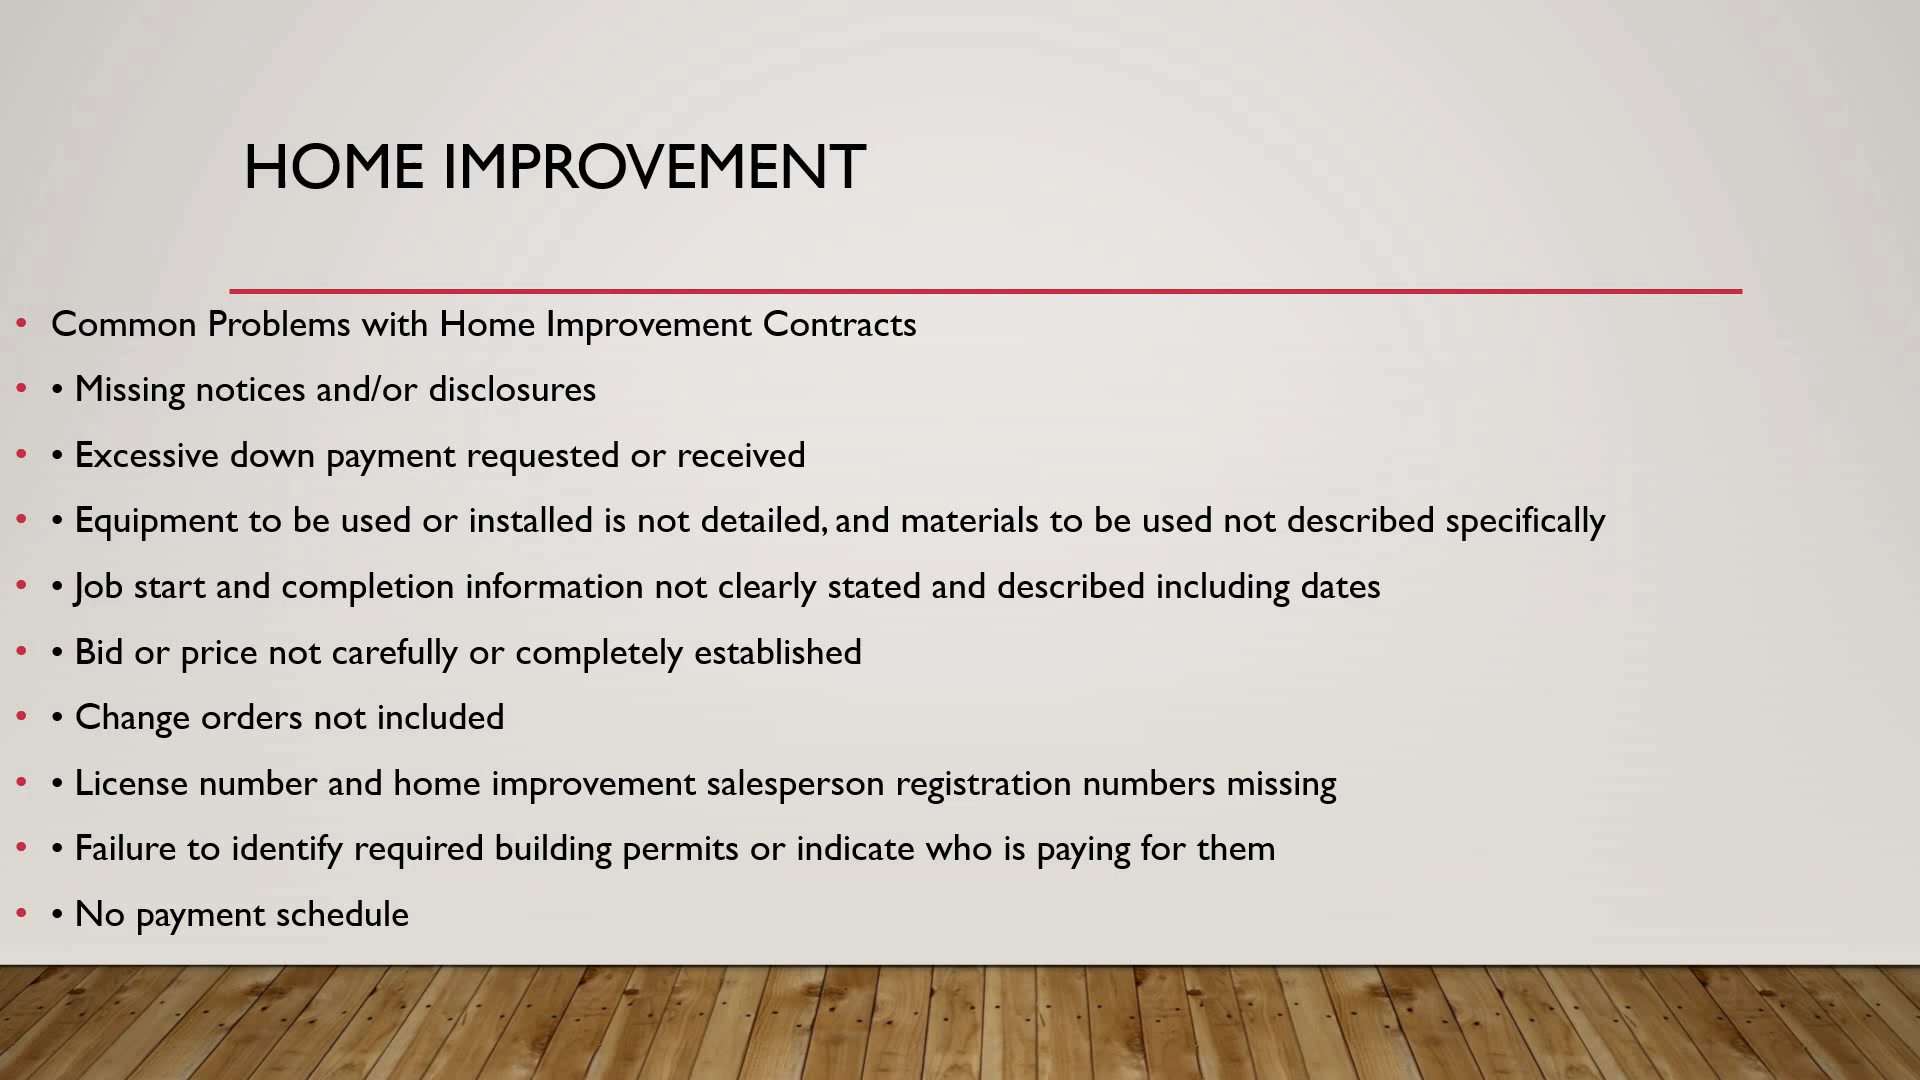 HOME IMPROVEMENT
• Common Problems with Home Improvement Contracts
• • Missing notices and/or disclosures
• • Excessive down payment requested or received
• • Equipment to be used or installed is not detailed, and materials to be used not described specifically
• • Job start and completion information not clearly stated and described including dates
• • Bid or price not carefully or completely established
• • Change orders not included
• • License number and home improvement salesperson registration numbers missing
• • Failure to identify required building permits or indicate who is paying for them
• • No payment schedule